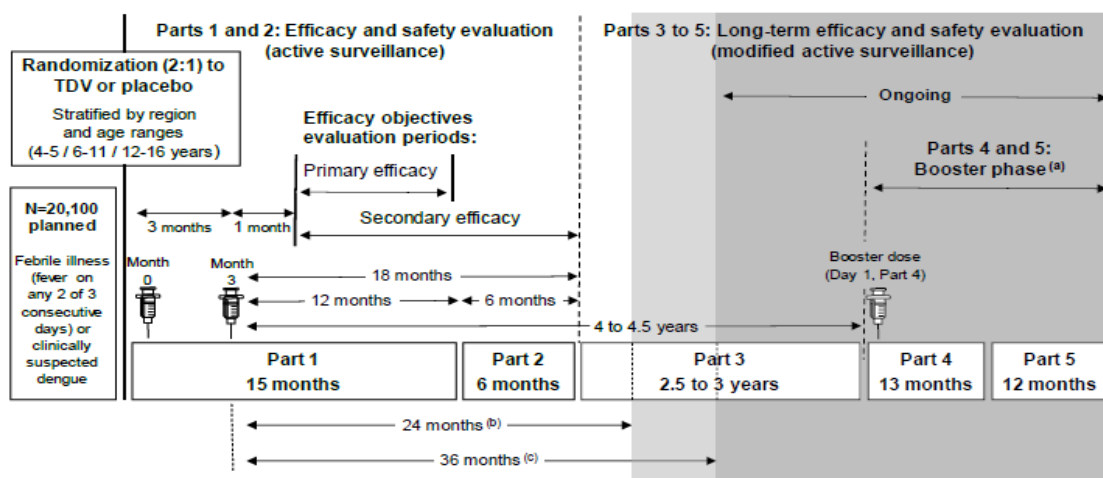 Parts 1 and 2: Efficacy and safety evaluation
(active surveillance)
Parts 3 to 5: Long-term efficacy and safety evaluation
(modified active surveillance)
Randomization (2:1) to
TDV or placebo
Stratified by region
and age ranges
(4-5 / 6-11 / 12-16 years)
Ongoing
Efficacy objectives
evaluation periods:
Parts 4 and 5:
Booster phase (a)
Primary efficacy
N=20,100
planned
Febrile illness
(fever on
any 2 of 3
consecutive
days) or
clinically
suspected
dengue
3 months
1 month
Secondary efficacy
Month
0
Month
3
Booster dose
(Day 1, Part 4)
18 months
12 months
6 months
4 to 4.5 years
Part 1
15 months
Part 2
6 months
Part 3
2.5 to 3 years
Part 4
13 months
Part 5
12 months
24 months (b)
36 months (c)